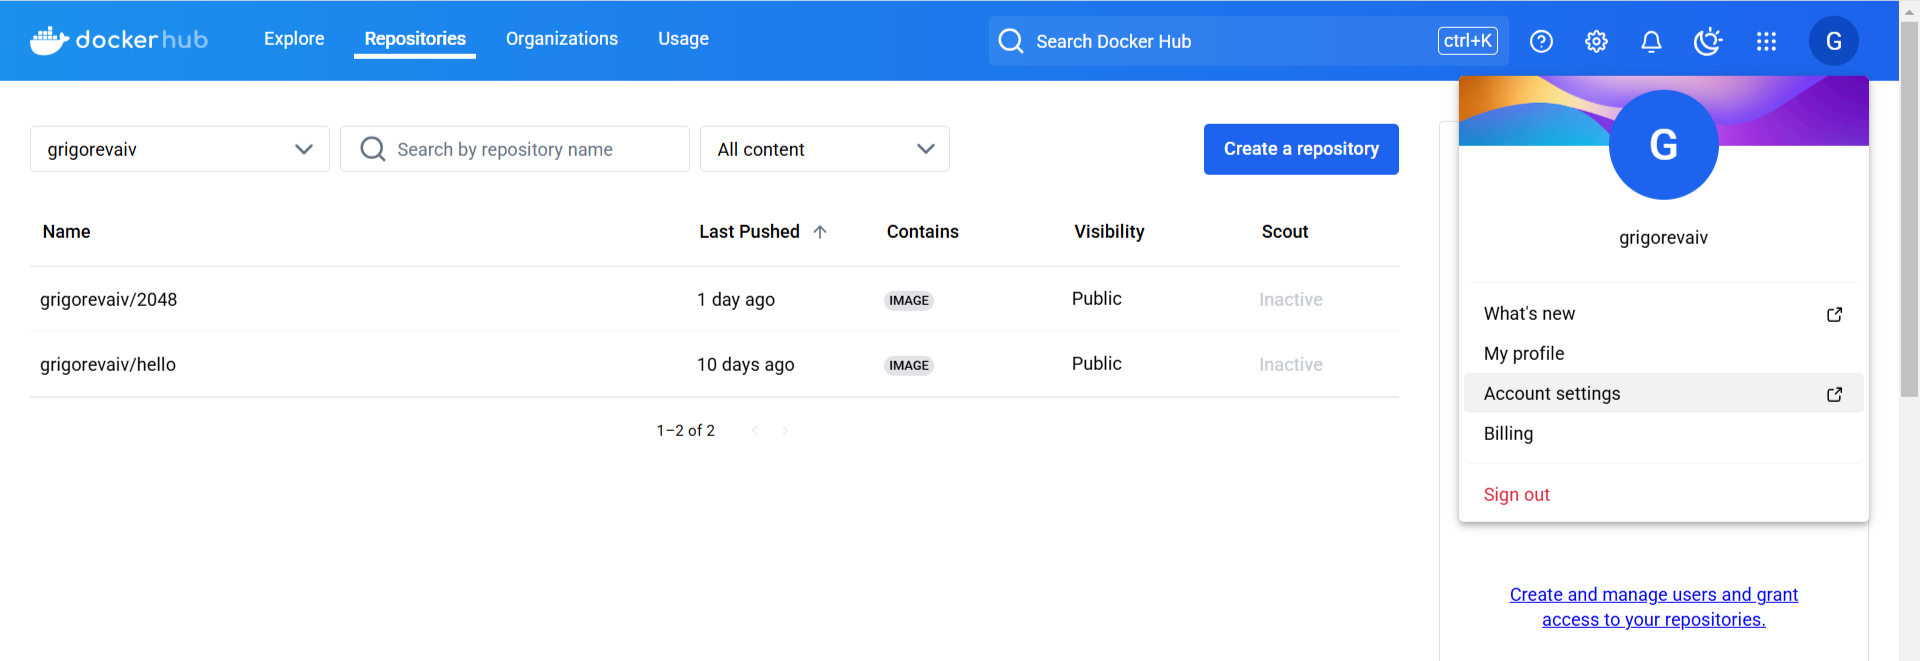 docker hub
Explore
Repositories
Organizations
Usage
Search Docker Hub
ctrl+K
G
grigorevaiv
Search by repository name
All content
Create a repository
Name
Last Pushed
Contains
Visibility
Scout
grigorevaiv/2048
1 day ago
IMAGE
Public
Inactive
grigorevaiv/hello
10 days ago
IMAGE
Public
Inactive
1–2 of 2
G
grigorevaiv
What's new
My profile
Account settings
Billing
Sign out
Create and manage users and grant
access to your repositories.